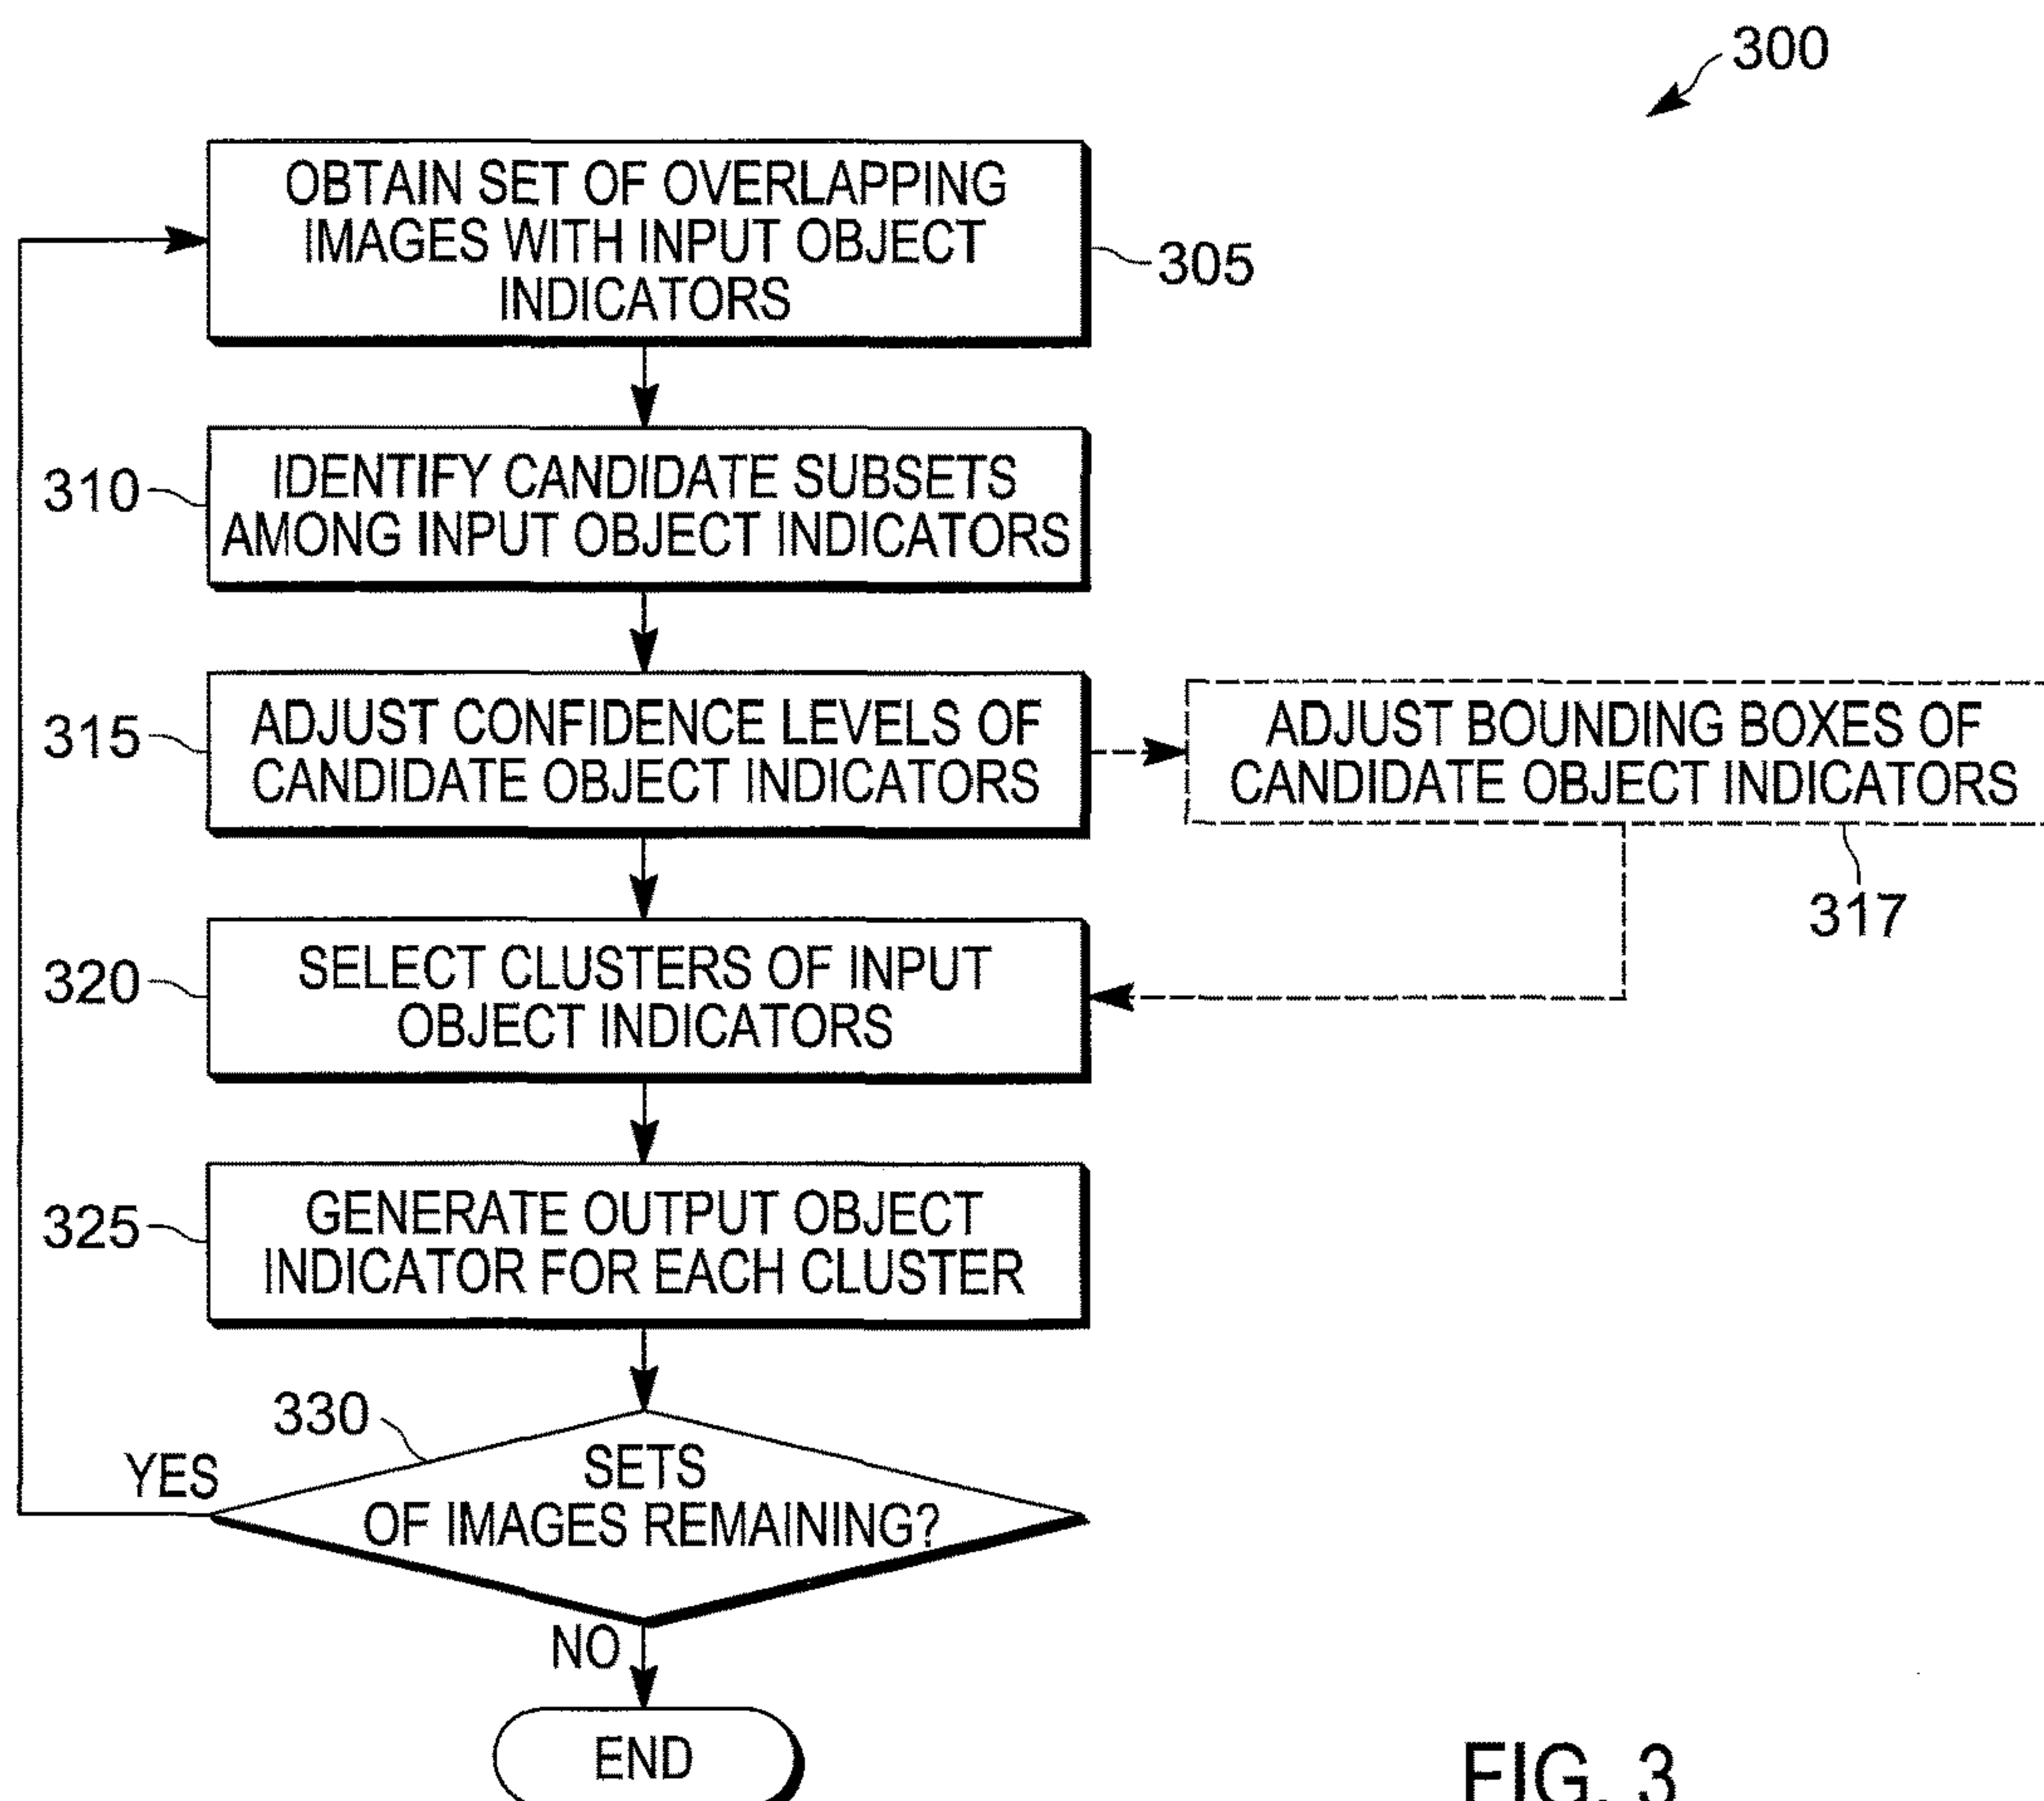 300
OBTAIN SET OF OVERLAPPING
IMAGES WITH INPUT OBJECT
INDICATORS
305
310
IDENTIFY CANDIDATE SUBSETS
AMONG INPUT OBJECT INDICATORS
315
ADJUST CONFIDENCE LEVELS OF
CANDIDATE OBJECT INDICATORS
ADJUST BOUNDING BOXES OF
CANDIDATE OBJECT INDICATORS
317
320
SELECT CLUSTERS OF INPUT
OBJECT INDICATORS
325
GENERATE OUTPUT OBJECT
INDICATOR FOR EACH CLUSTER
330
YES
SETS
OF IMAGES REMAINING?
NO
END
FIG. 3